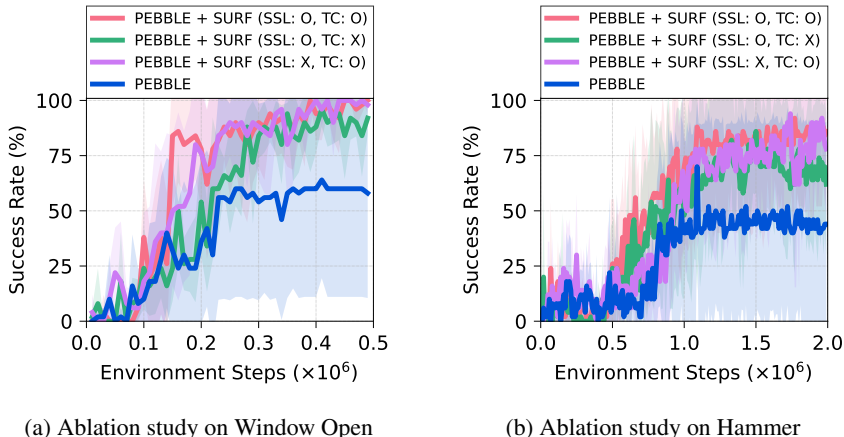 PEBBLE + SURF (SSL: O, TC: O)
PEBBLE + SURF (SSL: O, TC: X)
PEBBLE + SURF (SSL: X, TC: O)
PEBBLE
100
75
50
25
0
Success Rate (%)
0.0 0.1 0.2 0.3 0.4 0.5
Environment Steps (×10⁶)
(a) Ablation study on Window Open
PEBBLE + SURF (SSL: O, TC: O)
PEBBLE + SURF (SSL: O, TC: X)
PEBBLE + SURF (SSL: X, TC: O)
PEBBLE
100
75
50
25
0
Success Rate (%)
0.0 0.5 1.0 1.5 2.0
Environment Steps (×10⁶)
(b) Ablation study on Hammer